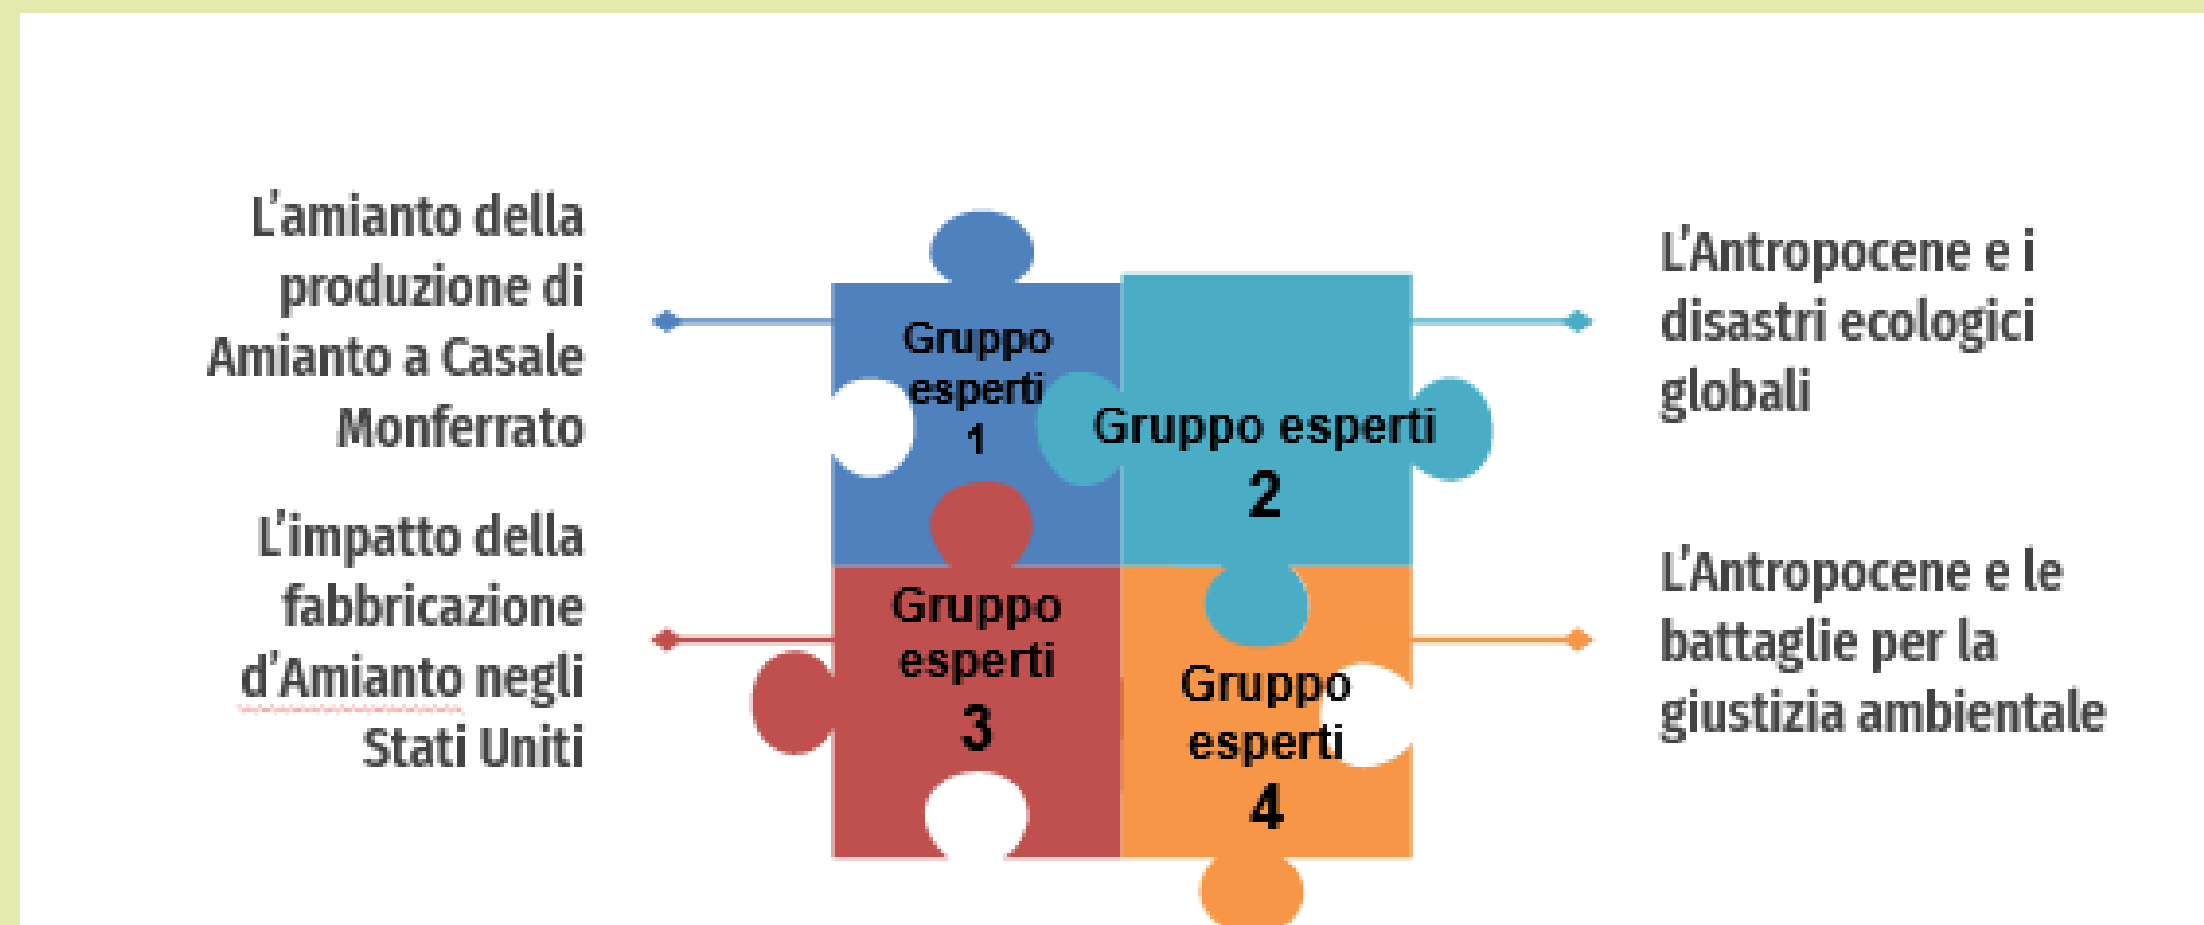 L'amianto della
produzione di
Amianto a Casale
Monferrato
Gruppo
esperti
1
Gruppo esperti
2
L'Antropocene e i
disastri ecologici
globali
L'impatto della
fabbricazione
d'Amianto negli
Stati Uniti
Gruppo
esperti
3
Gruppo
esperti
4
L'Antropocene e le
battaglie per la
giustizia ambientale